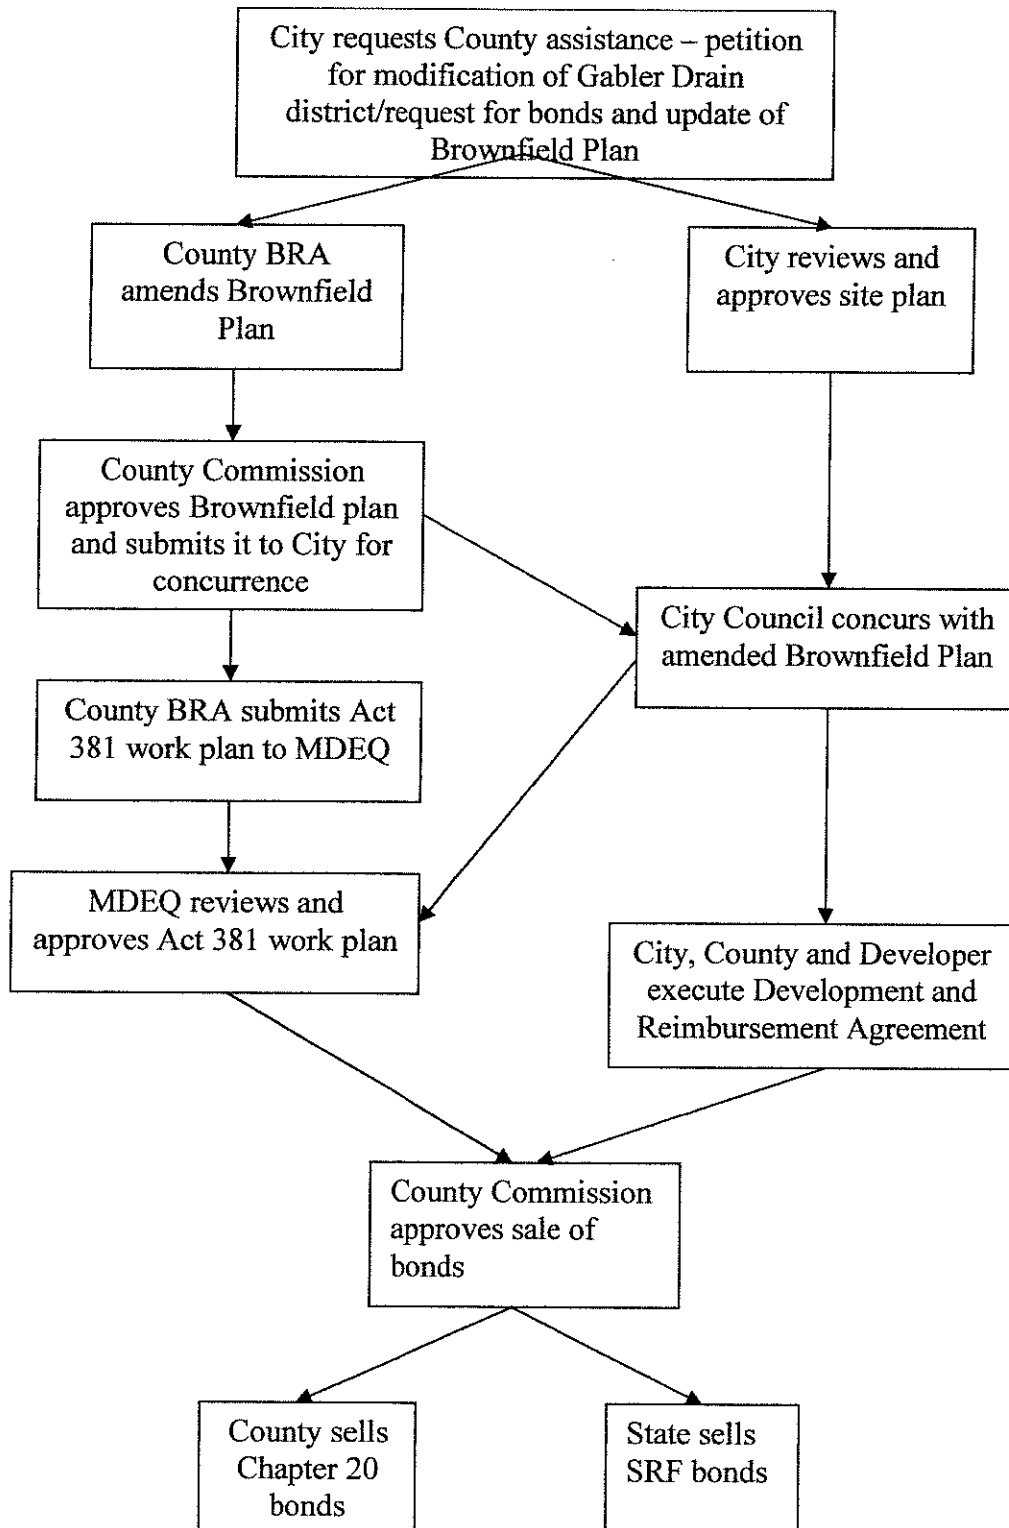 City requests County assistance – petition
for modification of Gabler Drain
district/request for bonds and update of
Brownfield Plan
County BRA
amends Brownfield
Plan
City reviews and
approves site plan
County Commission
approves Brownfield plan
and submits it to City for
concurrence
City Council concurs with
amended Brownfield Plan
County BRA submits Act
381 work plan to MDEQ
MDEQ reviews and
approves Act 381 work plan
City, County and Developer
execute Development and
Reimbursement Agreement
County Commission
approves sale of
bonds
County sells
Chapter 20
bonds
State sells
SRF bonds